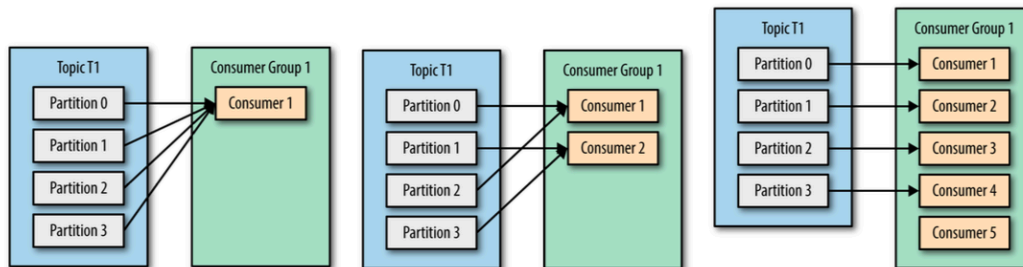 Topic T1
Partition 0
Partition 1
Partition 2
Partition 3
Consumer Group 1
Consumer 1
Topic T1
Partition 0
Partition 1
Partition 2
Partition 3
Consumer Group 1
Consumer 1
Consumer 2
Topic T1
Partition 0
Partition 1
Partition 2
Partition 3
Consumer Group 1
Consumer 1
Consumer 2
Consumer 3
Consumer 4
Consumer 5